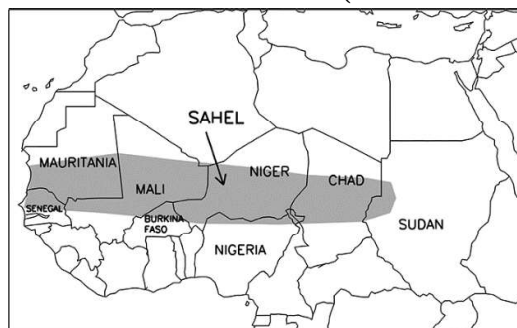 SAHEL
MAURITANIA
NIGER
CHAD
MALI
SENEGAL
BURKINA
FASO
SUDAN
NIGERIA